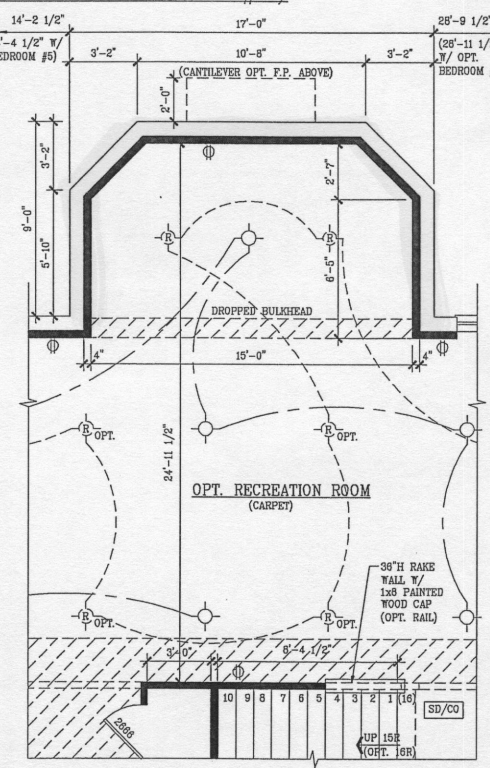 14'-2 1/2"
17'-0"
28'-9 1/2"
'-4 1/2" W/
EDROOM #5)
3'-2"
10'-8"
3'-2"
(28'-11 1/
W/ OPT.
BEDROOM
(CANTILEVER OPT. F.P. ABOVE)
2'-0"
3'-2"
9'-0"
5'-10"
2'-7"
R
R
6'-5"
DROPPED BULKHEAD
4"
15'-0"
4"
R OPT.
R OPT.
24'-11 1/2"
OPT. RECREATION ROOM
(CARPET)
36"H RAKE
WALL W/
1x8 PAINTED
WOOD CAP
(OPT. RAIL)
R OPT.
R OPT.
3'-0"
8'-4 1/2"
10 9 8 7 6 5 4 3 2 1 (16)
SD/CO
2668
UP 15R
(OPT. 16R)